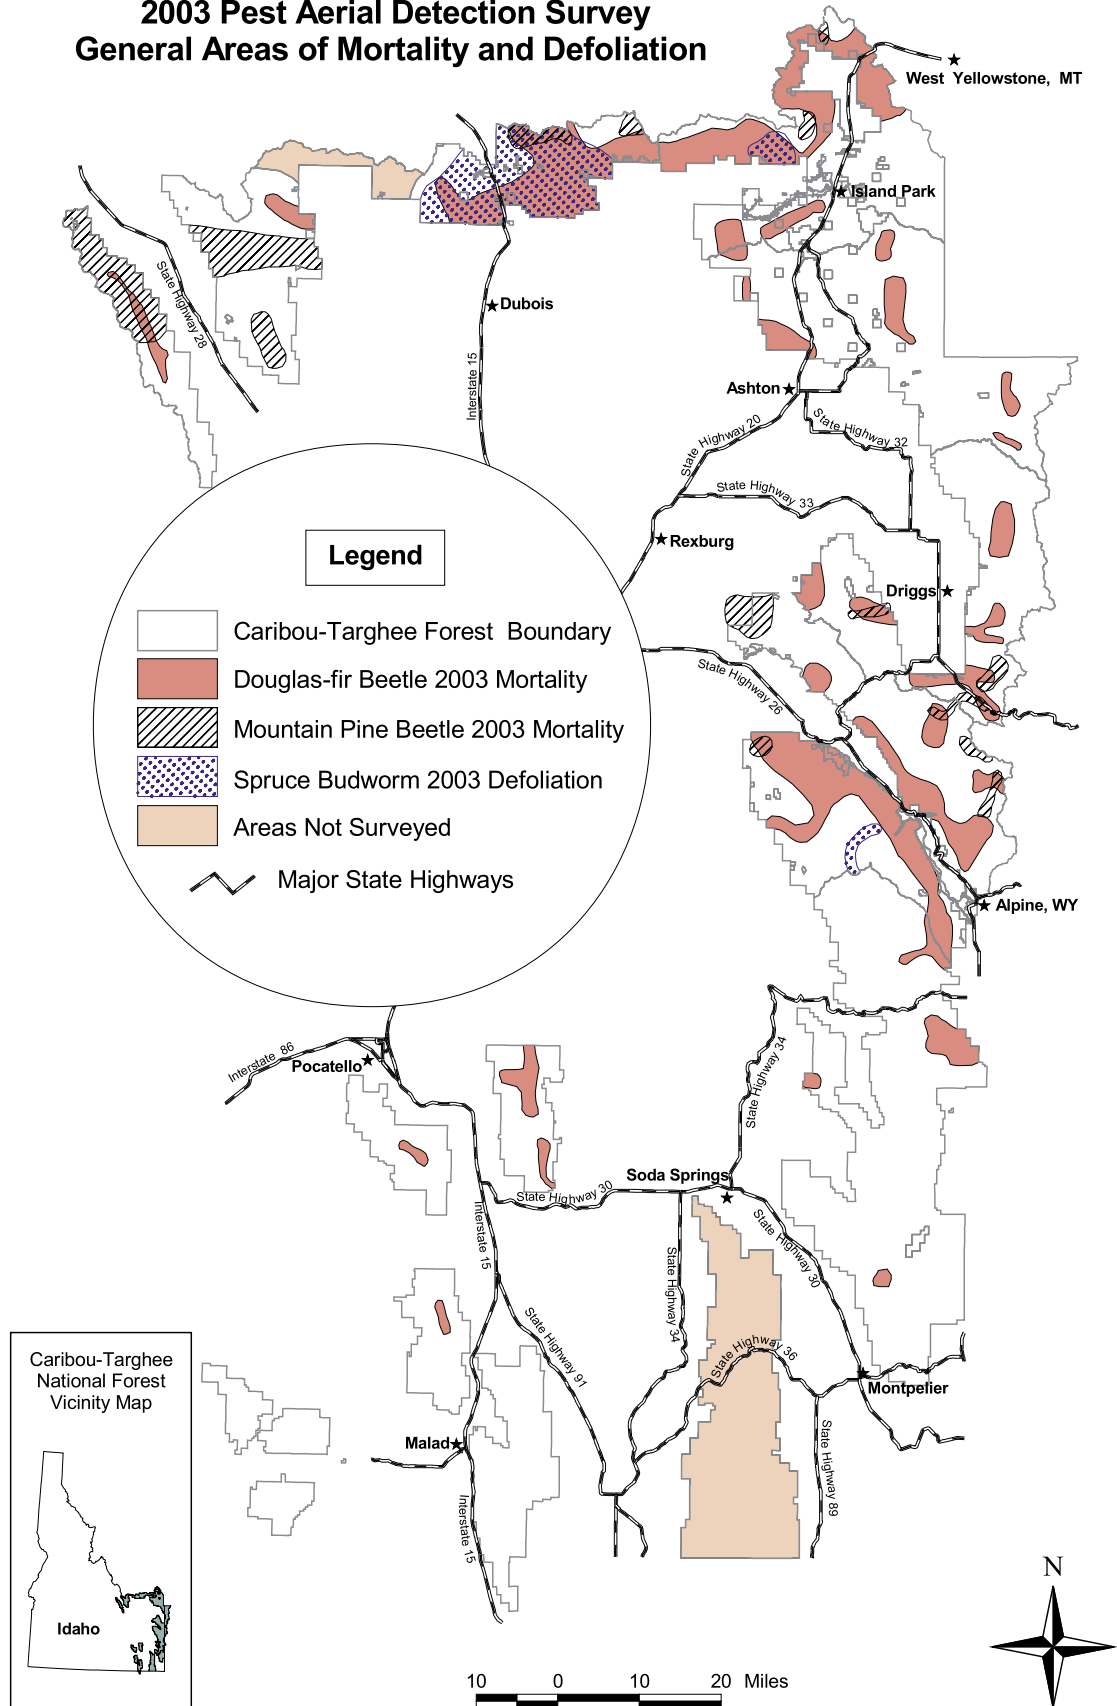 2003 Pest Aerial Detection Survey
General Areas of Mortality and Defoliation
West Yellowstone, MT
Island Park
State Highway 28
Dubois
Interstate 15
Ashton
State Highway 20
State Highway 32
State Highway 33
Rexburg
Driggs
State Highway 26
Legend
Caribou-Targhee Forest Boundary
Douglas-fir Beetle 2003 Mortality
Mountain Pine Beetle 2003 Mortality
Spruce Budworm 2003 Defoliation
Areas Not Surveyed
Major State Highways
Alpine, WY
Interstate 86
Pocatello
State Highway 34
Soda Springs
State Highway 30
Interstate 15
State Highway 30
State Highway 34
State Highway 91
State Highway 36
Montpelier
Malad
State Highway 89
Interstate 15
Caribou-Targhee
National Forest
Vicinity Map
Idaho
N
10 0 10 20 Miles